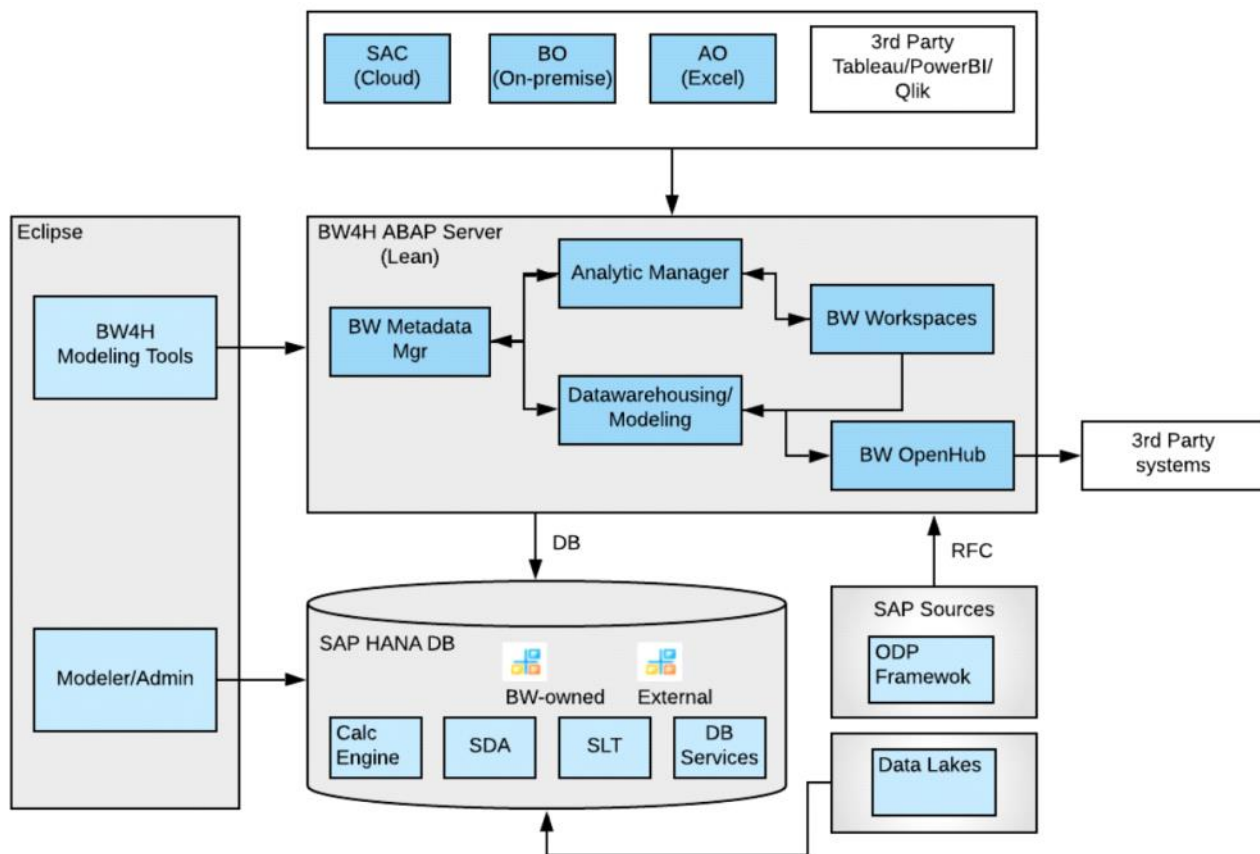 SAC
(Cloud)
BO
(On-premise)
AO
(Excel)
3rd Party
Tableau/PowerBI/
Qlik
Eclipse
BW4H
Modeling Tools
Modeler/Admin
BW4H ABAP Server
(Lean)
BW Metadata
Mgr
Analytic Manager
Datawarehousing/
Modeling
BW Workspaces
BW OpenHub
3rd Party
systems
DB
RFC
SAP HANA DB
BW-owned
External
Calc
Engine
SDA
SLT
DB
Services
SAP Sources
ODP
Framewok
Data Lakes